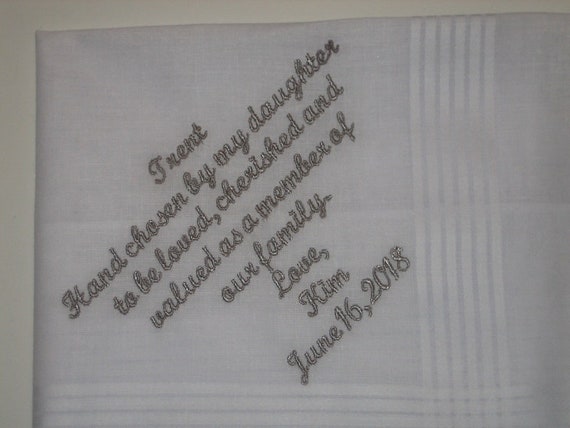 Trent
Hand chosen by my daughter
to be loved, cherished and
valued as a member of
our family.
Love,
Kim
June 16, 2018